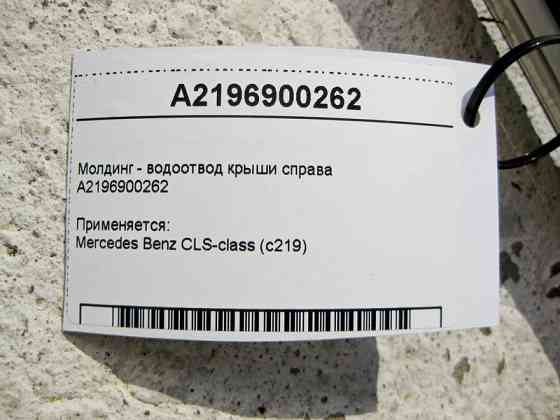 A2196900262
Молдинг - водоотвод крыши справа
A2196900262
Применяется:
Mercedes Benz CLS-class (c219)